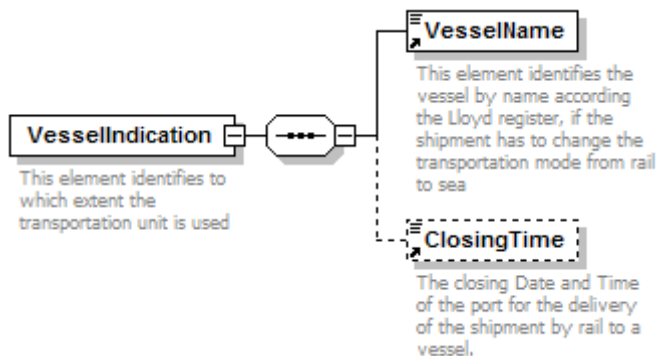 VesselName
This element identifies the
vessel by name according
the Lloyd register, if the
shipment has to change the
transportation mode from rail
to sea
VesselIndication
This element identifies to
which extent the
transportation unit is used
ClosingTime
The closing Date and Time
of the port for the delivery
of the shipment by rail to a
vessel.